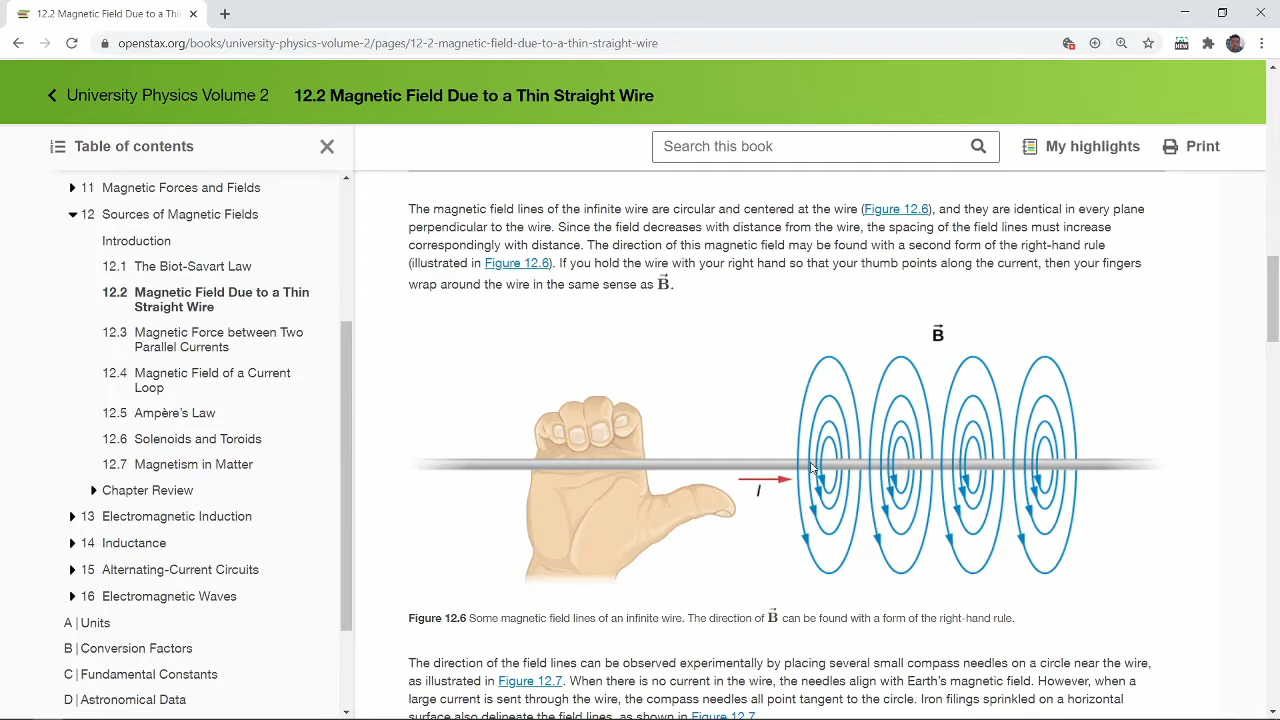 12.2 Magnetic Field Due to a Thi
openstax.org/books/university-physics-volume-2/pages/12-2-magnetic-field-due-to-a-thin-straight-wire
NEW
University Physics Volume 2
12.2 Magnetic Field Due to a Thin Straight Wire
Table of contents
Search this book
My highlights
Print
11 Magnetic Forces and Fields
12 Sources of Magnetic Fields
Introduction
12.1 The Biot-Savart Law
12.2 Magnetic Field Due to a Thin
Straight Wire
12.3 Magnetic Force between Two
Parallel Currents
12.4 Magnetic Field of a Current
Loop
12.5 Ampère's Law
12.6 Solenoids and Toroids
12.7 Magnetism in Matter
Chapter Review
13 Electromagnetic Induction
14 Inductance
15 Alternating-Current Circuits
16 Electromagnetic Waves
A | Units
B | Conversion Factors
C | Fundamental Constants
D | Astronomical Data
The magnetic field lines of the infinite wire are circular and centered at the wire (Figure 12.6), and they are identical in every plane
perpendicular to the wire. Since the field decreases with distance from the wire, the spacing of the field lines must increase
correspondingly with distance. The direction of this magnetic field may be found with a second form of the right-hand rule
(illustrated in Figure 12.6). If you hold the wire with your right hand so that your thumb points along the current, then your fingers
wrap around the wire in the same sense as B⃗.
B⃗
I
Figure 12.6 Some magnetic field lines of an infinite wire. The direction of B⃗ can be found with a form of the right-hand rule.
The direction of the field lines can be observed experimentally by placing several small compass needles on a circle near the wire,
as illustrated in Figure 12.7. When there is no current in the wire, the needles align with Earth's magnetic field. However, when a
large current is sent through the wire, the compass needles all point tangent to the circle. Iron filings sprinkled on a horizontal
surface also delineate the field lines, as shown in Figure 12.7.